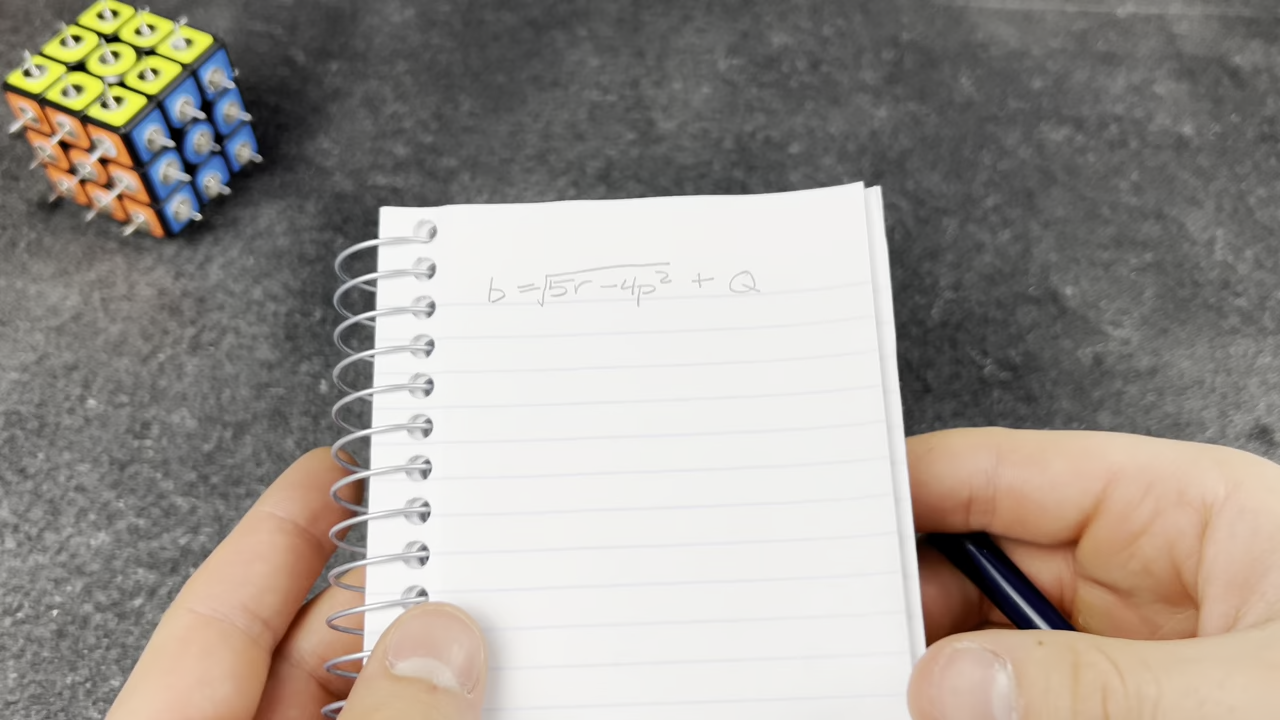 b = √(5r - 4p²) + Q